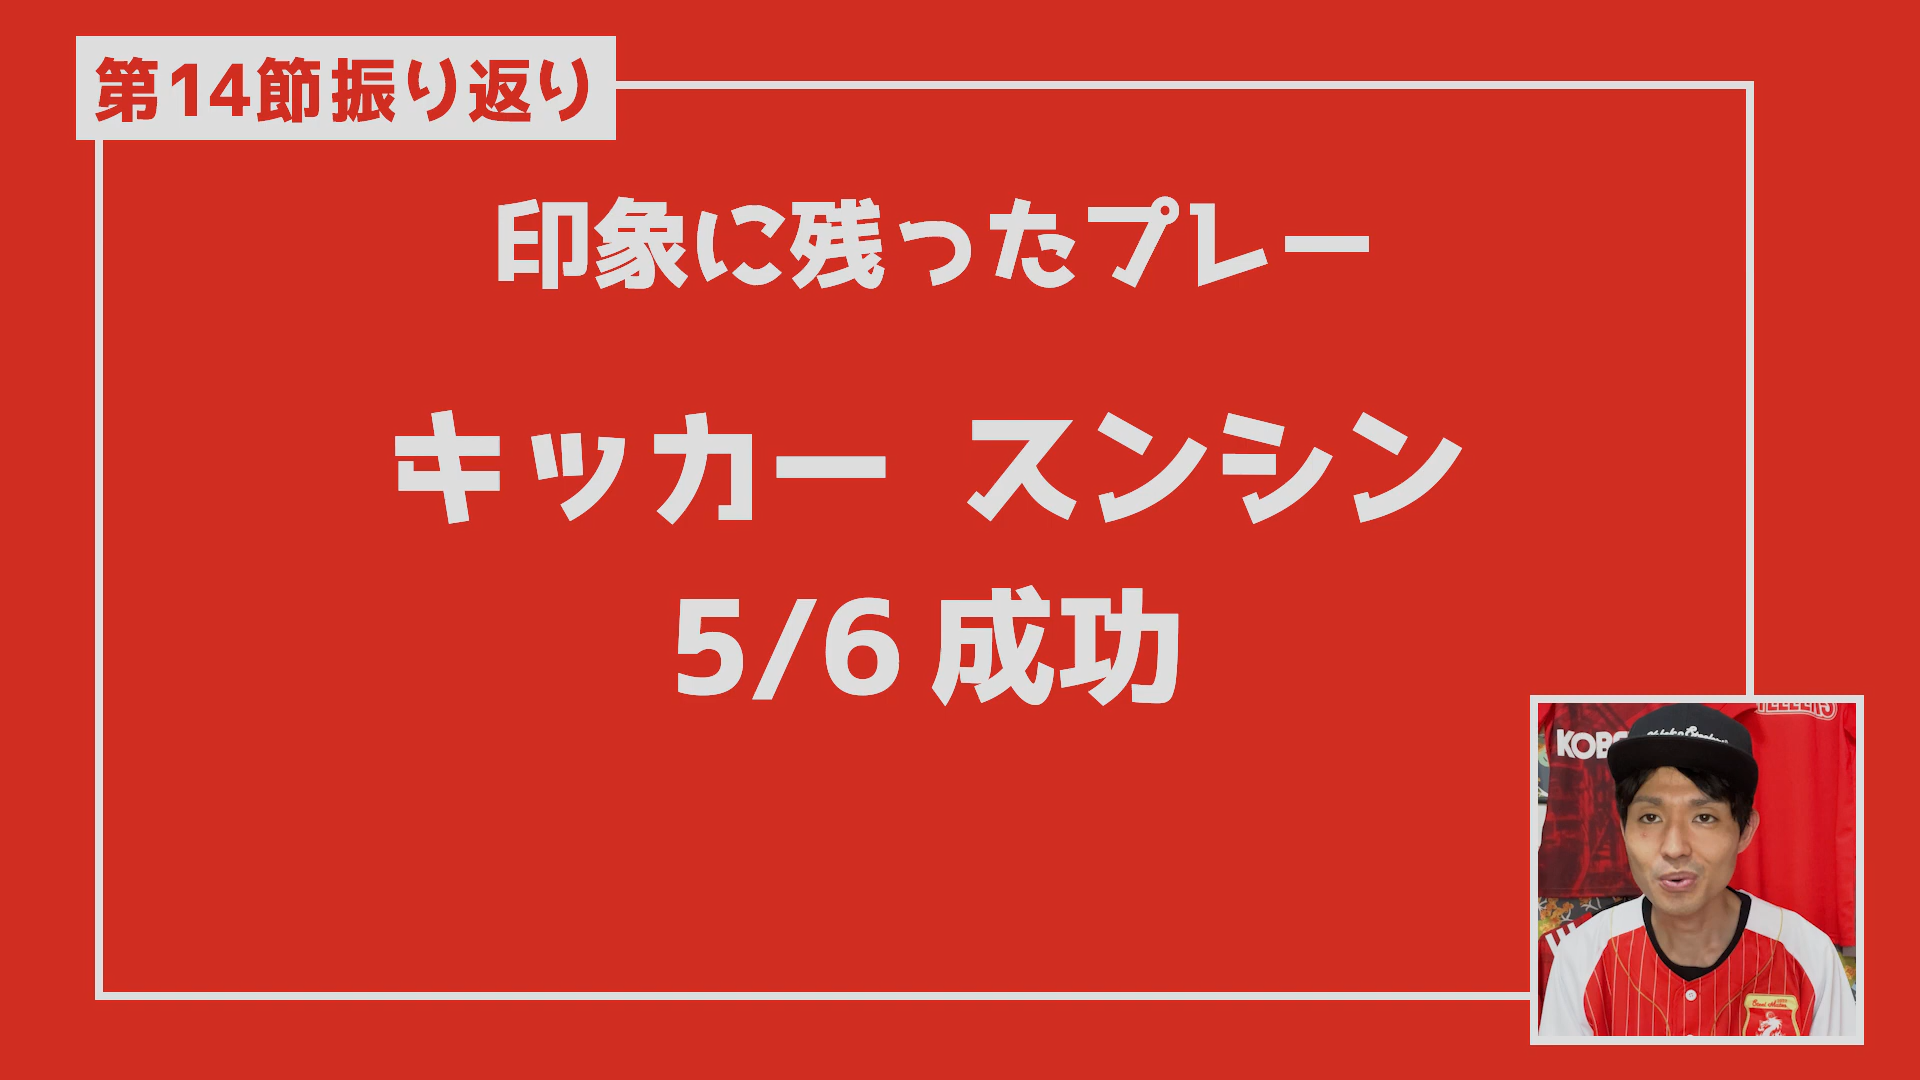 第14節振り返り
印象に残ったプレー
キッカー スンシン
5/6 成功